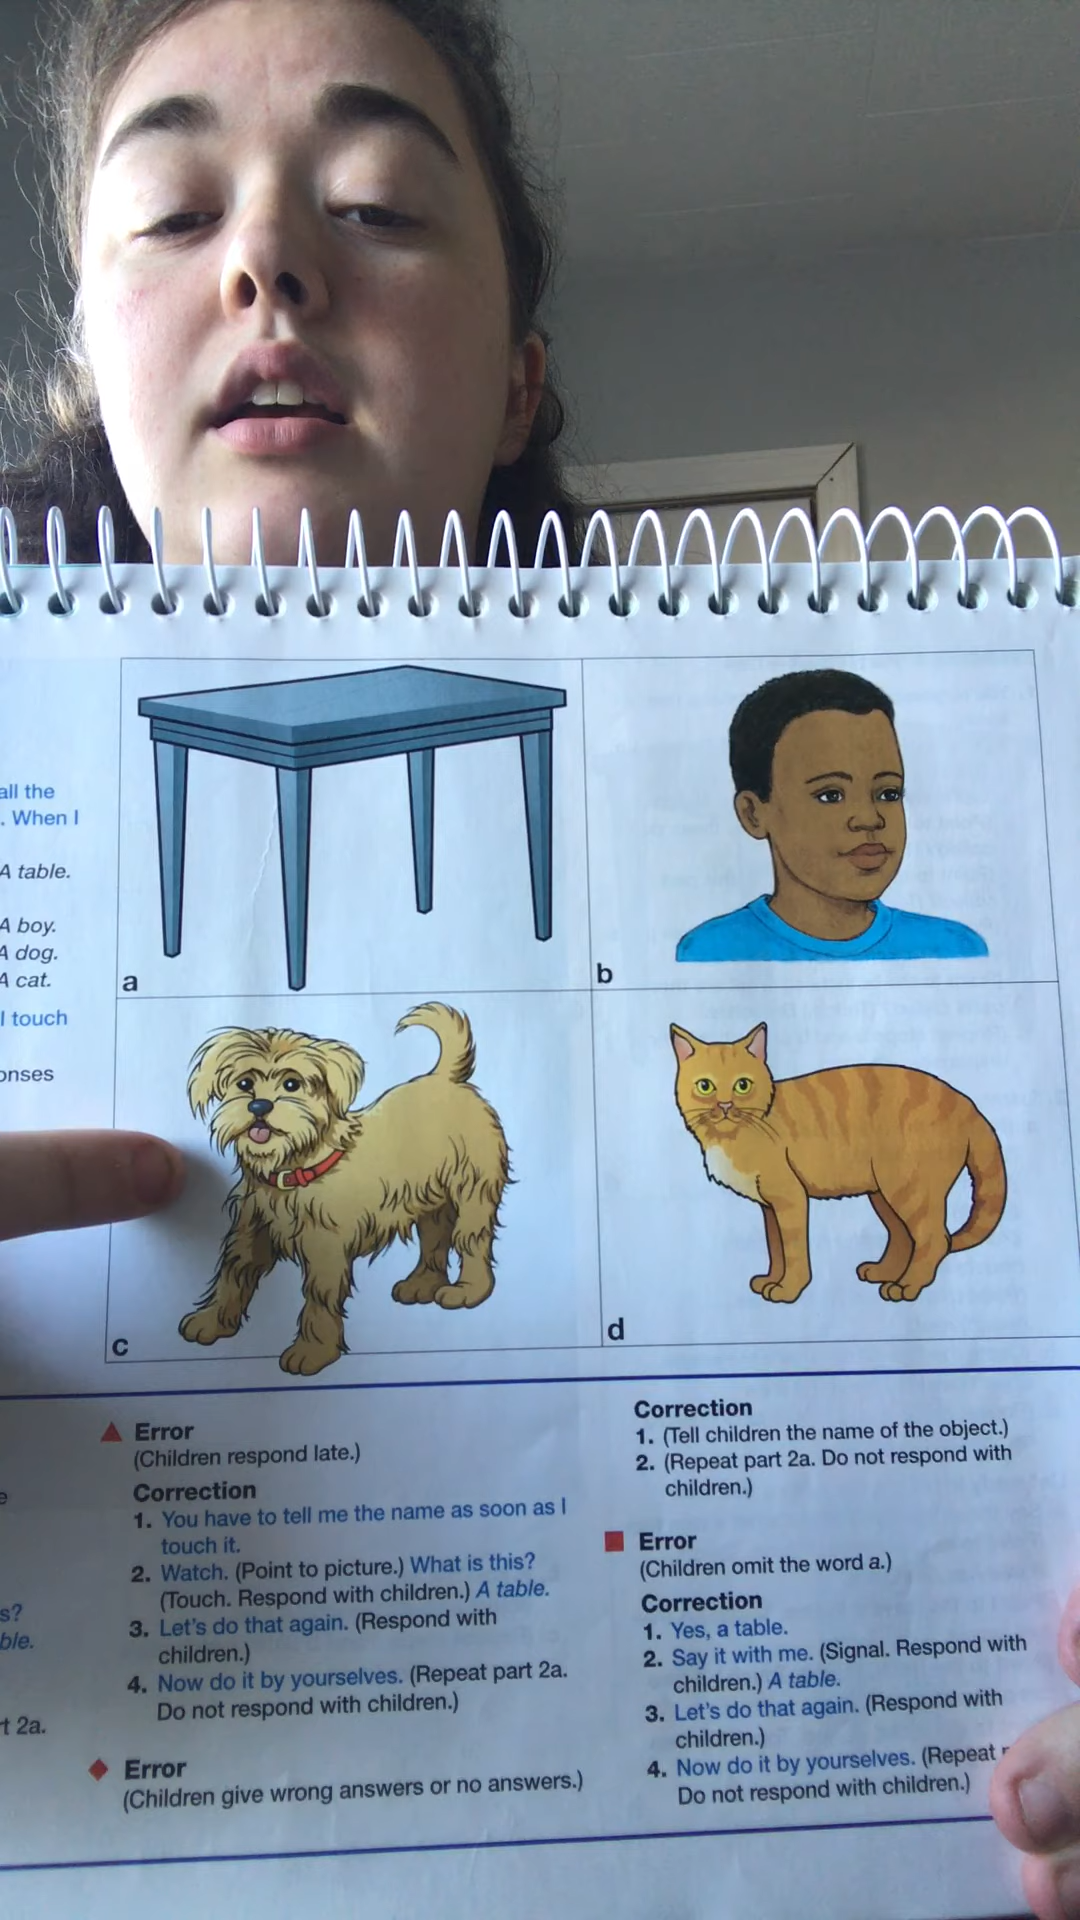 all the
. When I
A table.
A boy.
A dog.
A cat.
I touch
onses
a
b
c
d
Error
(Children respond late.)
Correction
1. You have to tell me the name as soon as I
touch it.
2. Watch. (Point to picture.) What is this?
(Touch. Respond with children.) A table.
3. Let's do that again. (Respond with
children.)
4. Now do it by yourselves. (Repeat part 2a.
Do not respond with children.)
Error
(Children give wrong answers or no answers.)
Correction
1. (Tell children the name of the object.)
2. (Repeat part 2a. Do not respond with
children.)
Error
(Children omit the word a.)
Correction
1. Yes, a table.
2. Say it with me. (Signal. Respond with
children.) A table.
3. Let's do that again. (Respond with
children.)
4. Now do it by yourselves. (Repeat
Do not respond with children.)
e
s?
ble.
t 2a.